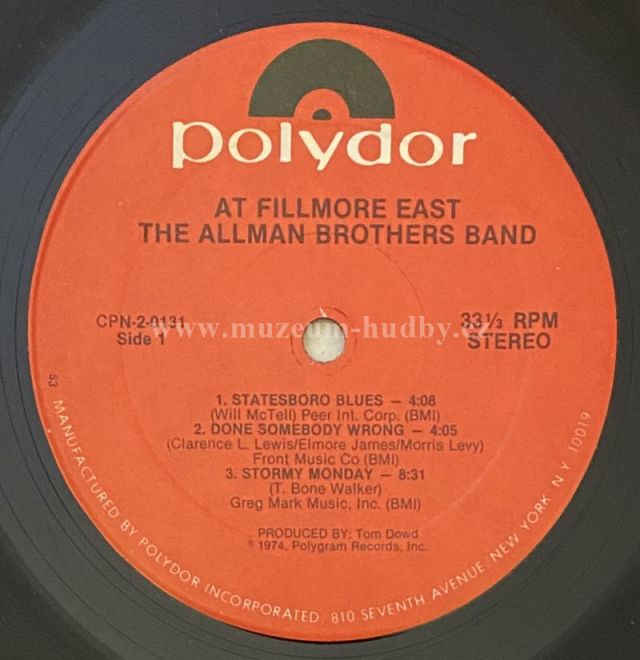 polydor
AT FILLMORE EAST
THE ALLMAN BROTHERS BAND
CPN-2-0131
Side 1
33⅓ RPM
STEREO
www.muzeum-hudby.cz
1. STATESBORO BLUES — 4:08
(Will McTell) Peer Int. Corp. (BMI)
2. DONE SOMEBODY WRONG — 4:05
(Clarence L. Lewis/Elmore James/Morris Levy)
Front Music Co (BMI)
3. STORMY MONDAY — 8:31
(T. Bone Walker)
Greg Mark Music, Inc. (BMI)
PRODUCED BY: Tom Dowd
℗ 1974, Polygram Records, Inc.
53
MANUFACTURED BY POLYDOR INCORPORATED/810 SEVENTH AVENUE/NEW YORK N.Y. 10019